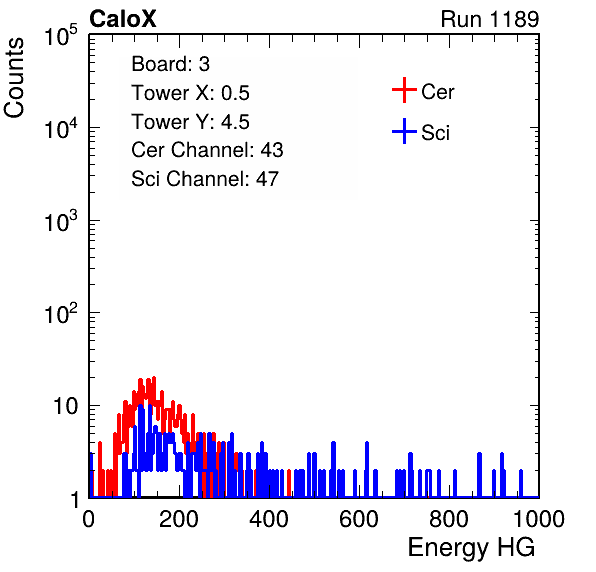 CaloX Run 1189
Counts
Board: 3
Tower X: 0.5
Tower Y: 4.5
Cer Channel: 43
Sci Channel: 47
Cer
Sci
10^5
10^4
10^3
10^2
10
1
0 200 400 600 800 1000
Energy HG